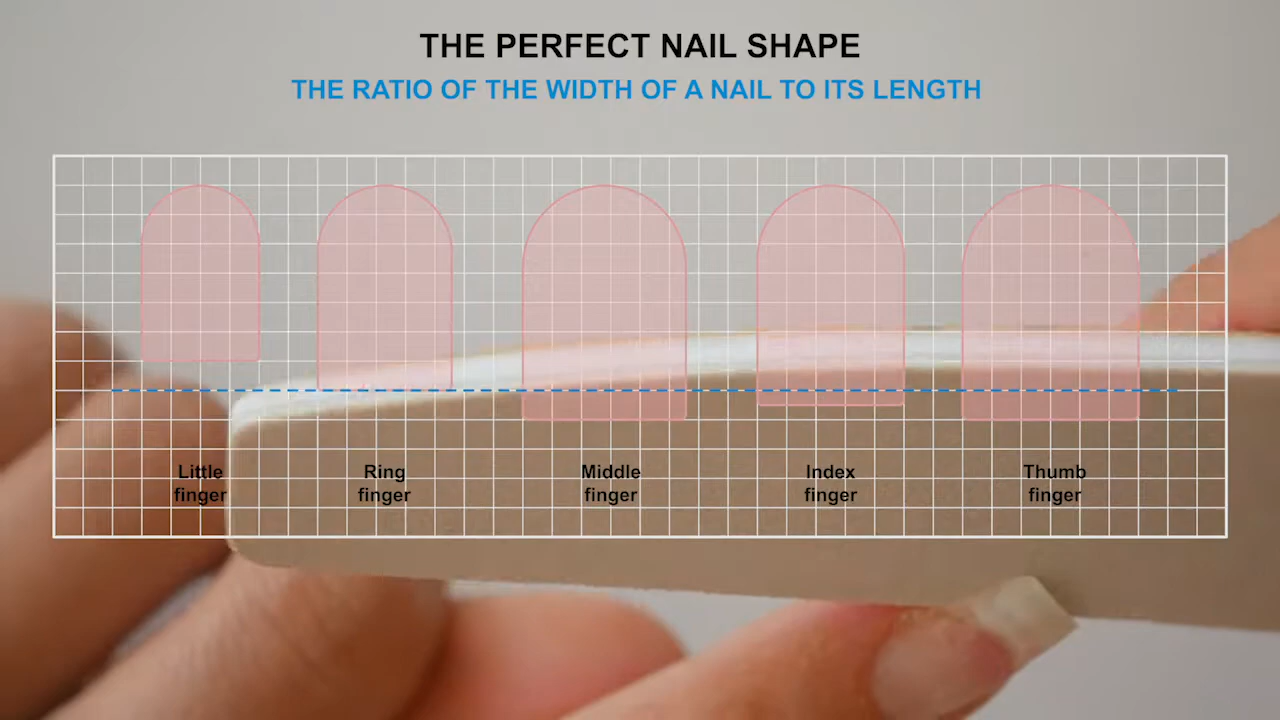 THE PERFECT NAIL SHAPE
THE RATIO OF THE WIDTH OF A NAIL TO ITS LENGTH
Little
finger
Ring
finger
Middle
finger
Index
finger
Thumb
finger